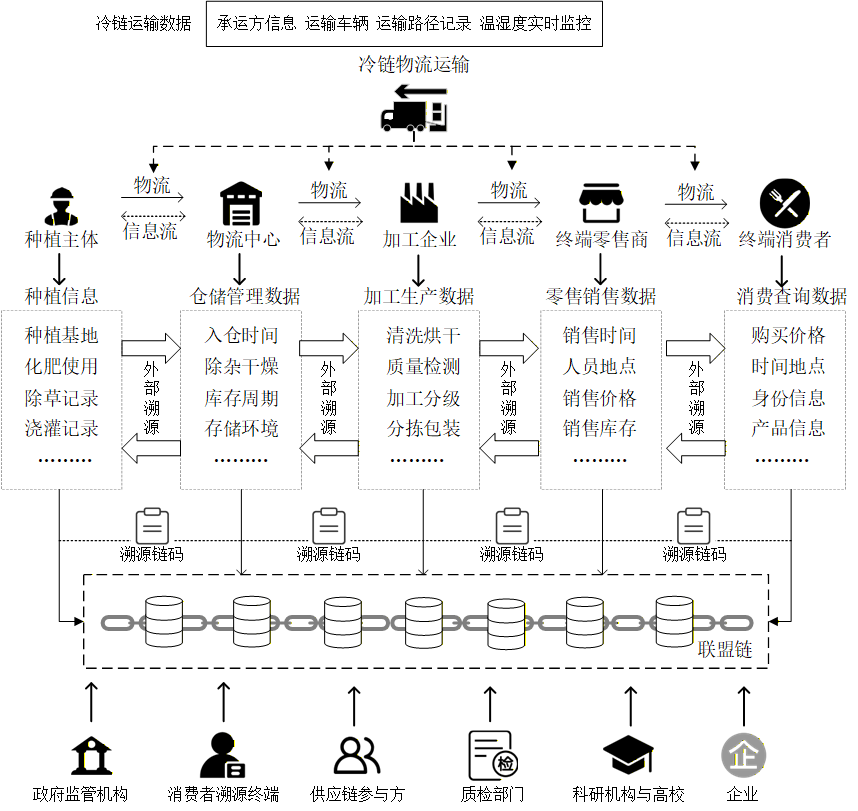 冷链运输数据
承运方信息 运输车辆 运输路径记录 温湿度实时监控
冷链物流运输
物流
物流
物流
物流
信息流
信息流
信息流
信息流
种植主体
物流中心
加工企业
终端零售商
终端消费者
种植信息
仓储管理数据
加工生产数据
零售销售数据
消费查询数据
种植基地
化肥使用
除草记录
浇灌记录
………
外部溯源
入仓时间
除杂干燥
库存周期
存储环境
………
外部溯源
清洗烘干
质量检测
加工分级
分拣包装
………
外部溯源
销售时间
人员地点
销售价格
销售库存
………
外部溯源
购买价格
时间地点
身份信息
产品信息
………
溯源链码
溯源链码
溯源链码
溯源链码
联盟链
检
企
政府监管机构
消费者溯源终端
供应链参与方
质检部门
科研机构与高校
企业